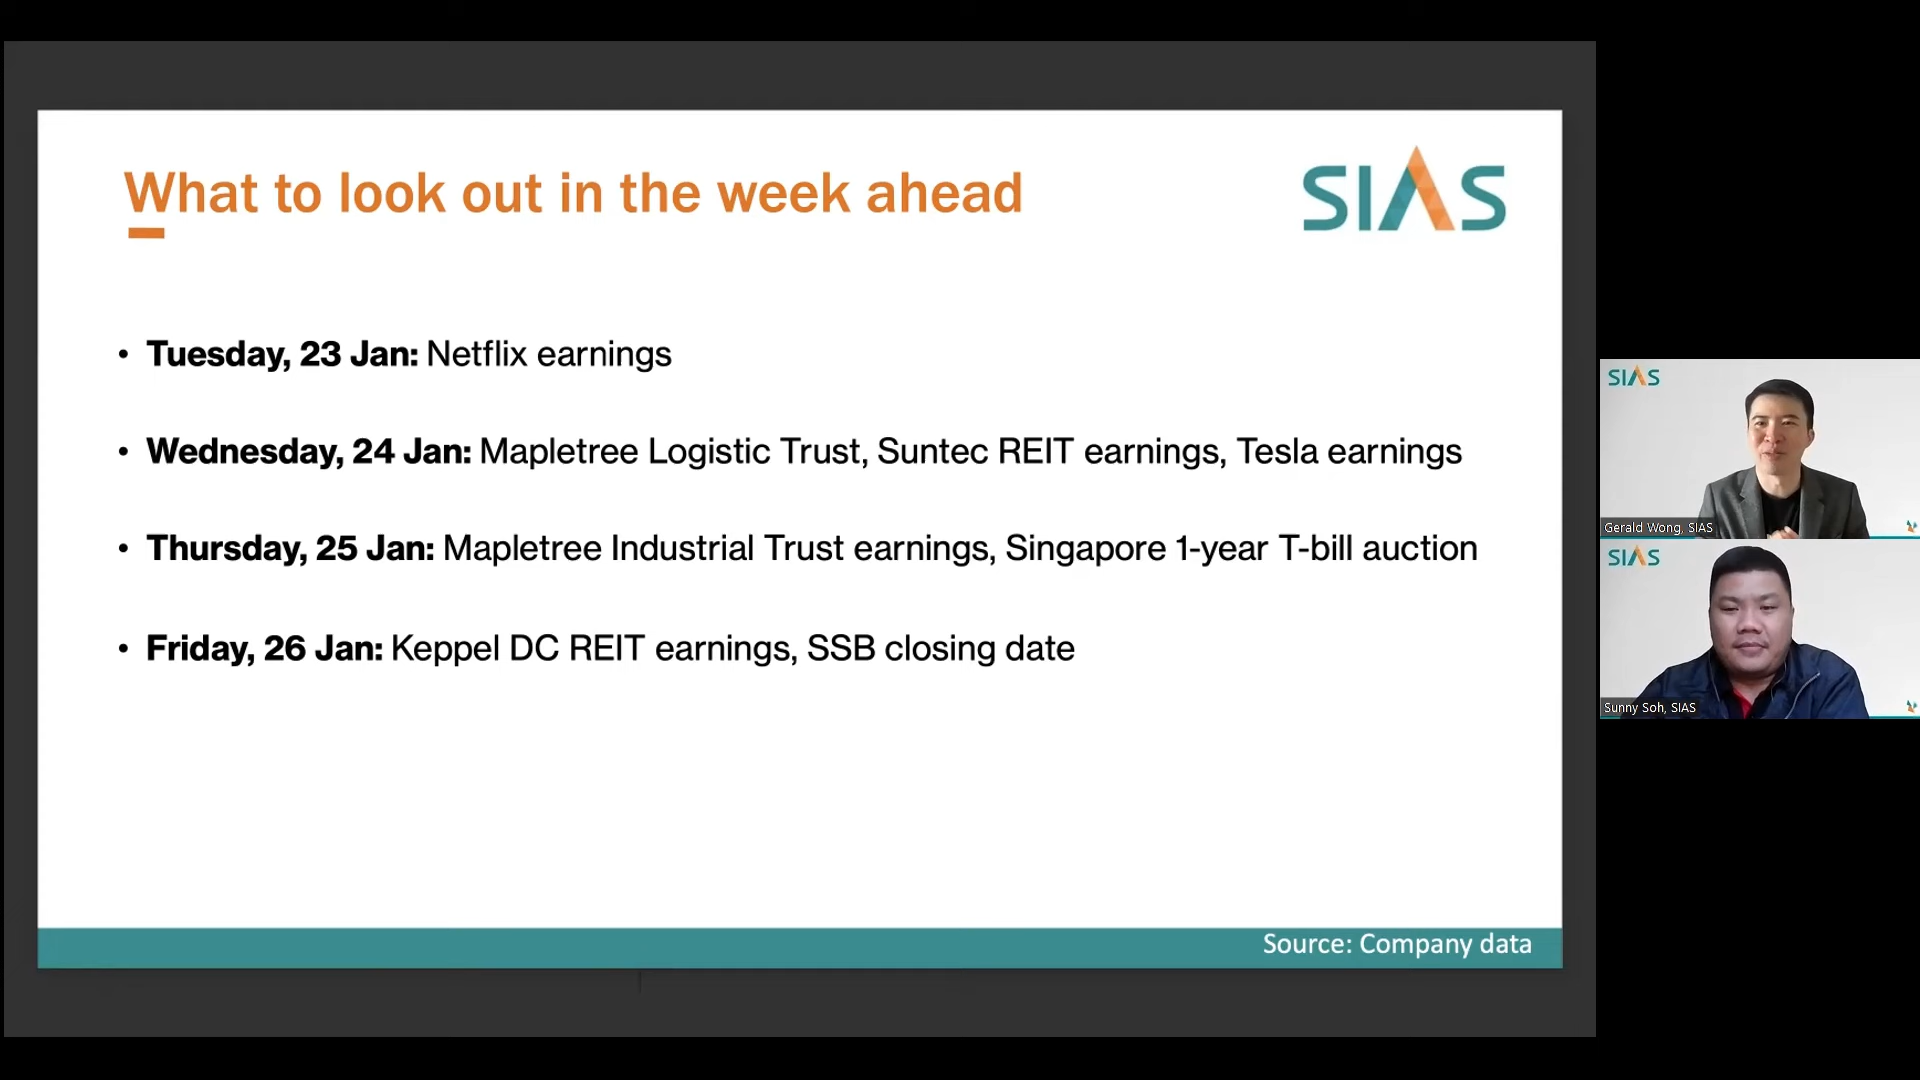 What to look out in the week ahead
SIAS
• Tuesday, 23 Jan: Netflix earnings
• Wednesday, 24 Jan: Mapletree Logistic Trust, Suntec REIT earnings, Tesla earnings
• Thursday, 25 Jan: Mapletree Industrial Trust earnings, Singapore 1-year T-bill auction
• Friday, 26 Jan: Keppel DC REIT earnings, SSB closing date
Source: Company data
SIAS
Gerald Wong, SIAS
SIAS
Sunny Soh, SIAS